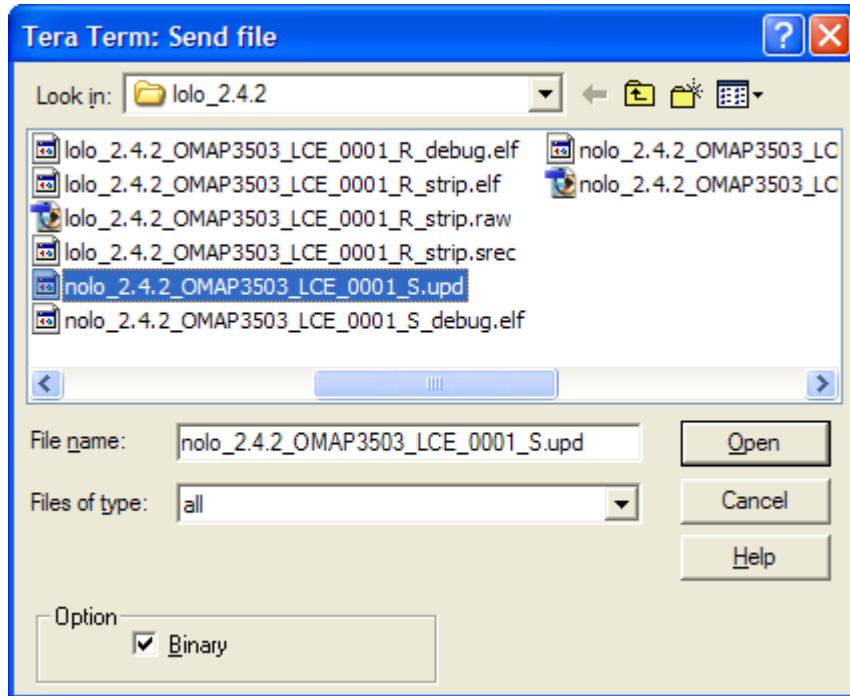 Tera Term: Send file
Look in: lolo_2.4.2
lolo_2.4.2_OMAP3503_LCE_0001_R_debug.elf
lolo_2.4.2_OMAP3503_LCE_0001_R_strip.elf
lolo_2.4.2_OMAP3503_LCE_0001_R_strip.raw
lolo_2.4.2_OMAP3503_LCE_0001_R_strip.srec
nolo_2.4.2_OMAP3503_LCE_0001_S.upd
nolo_2.4.2_OMAP3503_LCE_0001_S_debug.elf
nolo_2.4.2_OMAP3503_LC
nolo_2.4.2_OMAP3503_LC
File name: nolo_2.4.2_OMAP3503_LCE_0001_S.upd Open
Files of type: all Cancel
Help
Option
Binary